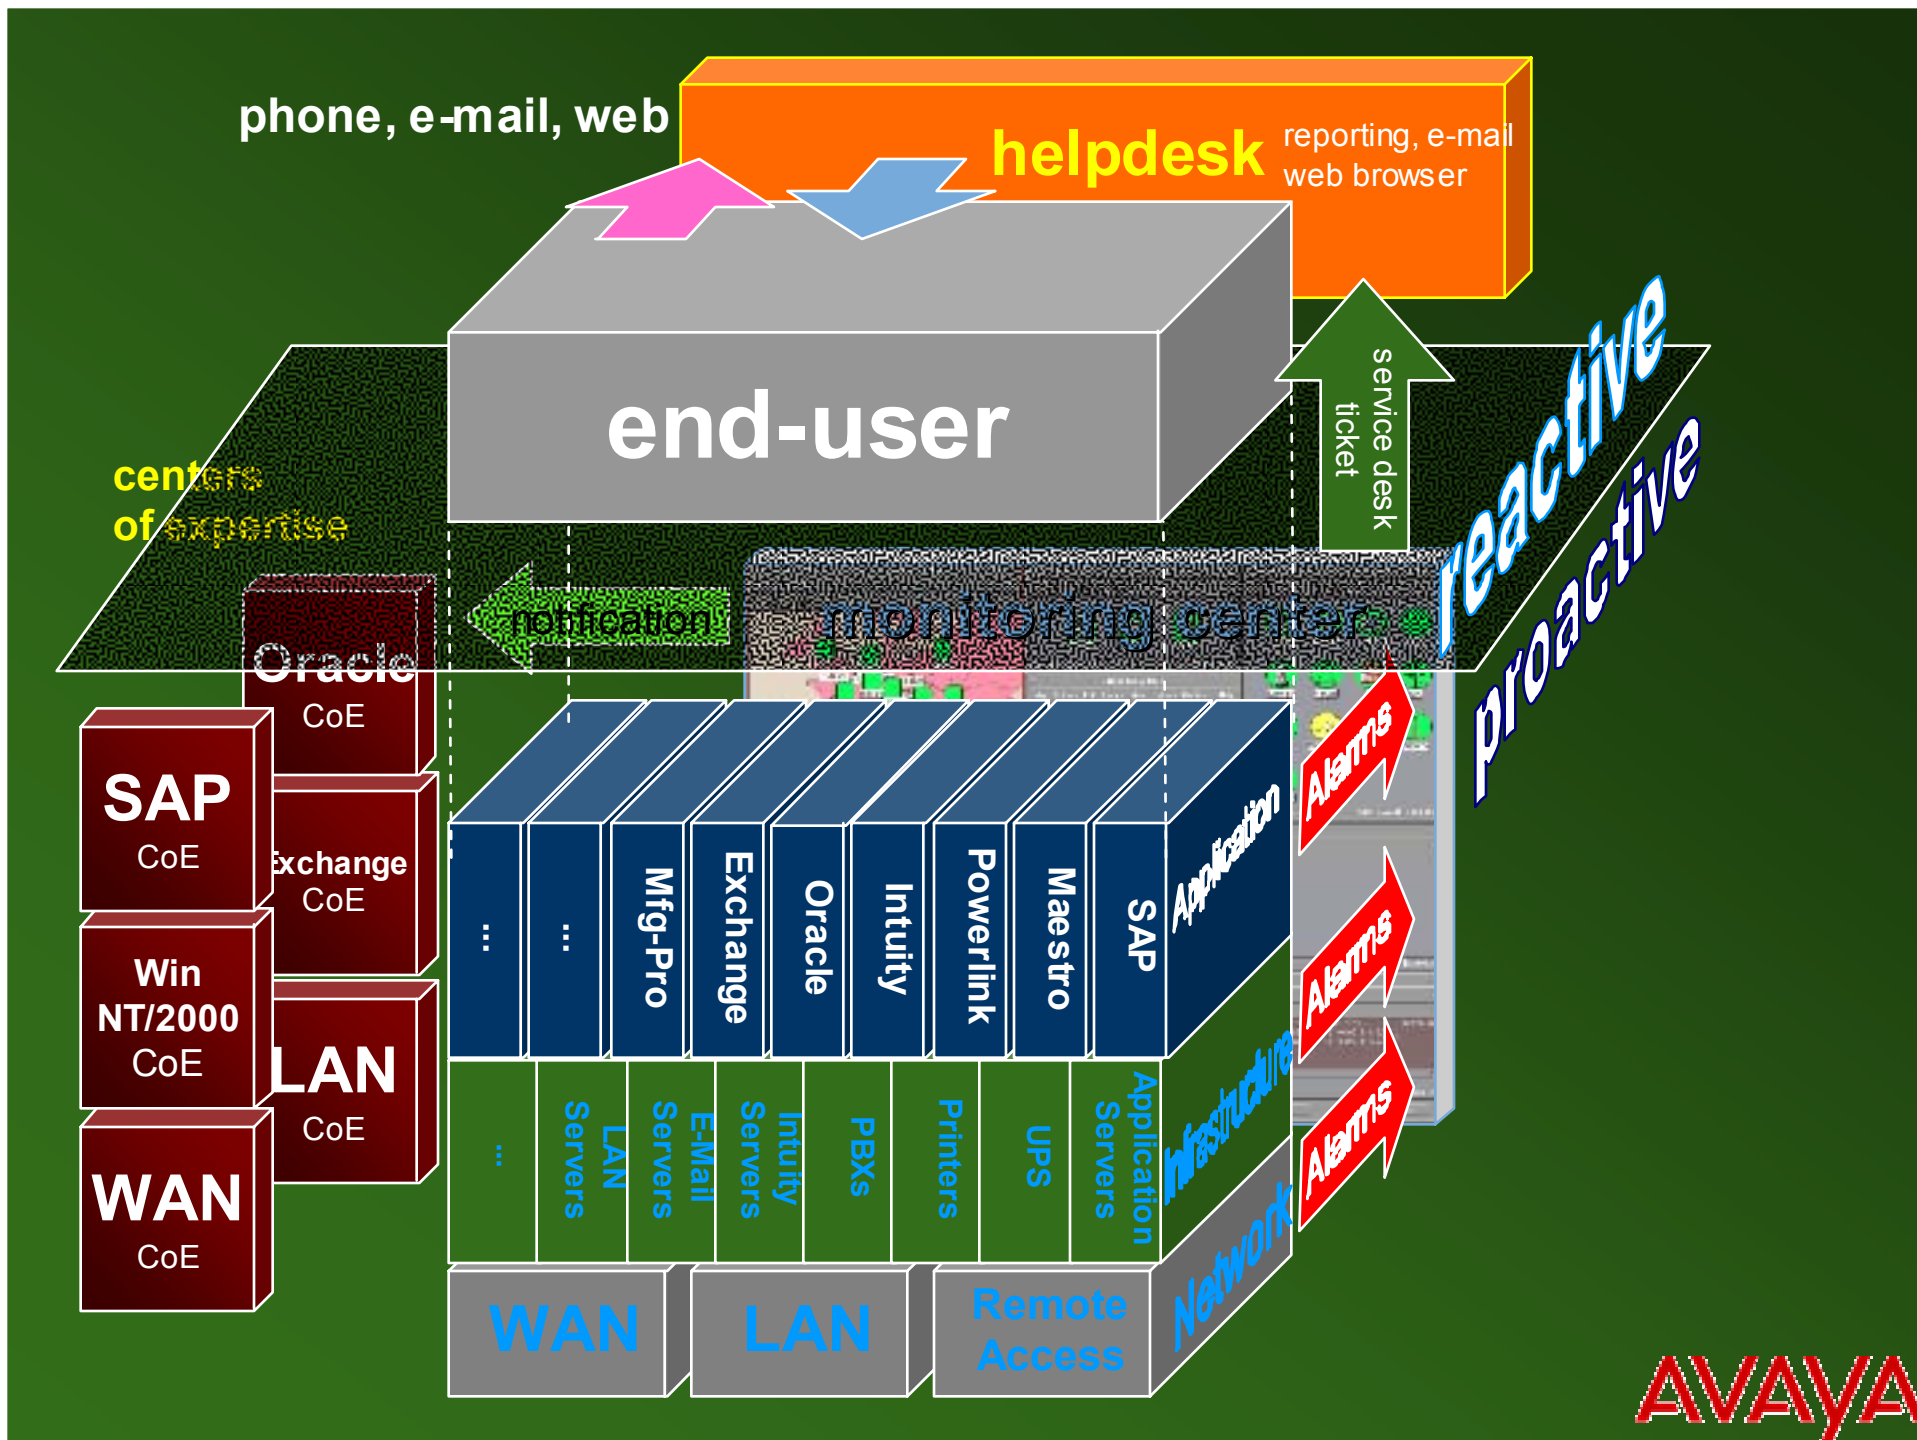 phone, e-mail, web
helpdesk
reporting, e-mail
web browser
end-user
service desk
ticket
reactive
proactive
centers
of expertise
notification
monitoring center
Oracle
CoE
SAP
CoE
Exchange
CoE
Win
NT/2000
CoE
LAN
CoE
WAN
CoE
...
...
Mfg-Pro
Exchange
Oracle
Intuity
Powerlink
Maestro
SAP
Application
Alarms
Alarms
Alarms
...
LAN
Servers
E-Mail
Servers
Intuity
Servers
PBXs
Printers
UPS
Application
Servers
Infrastructure
WAN
LAN
Remote
Access
Network
AVAYA